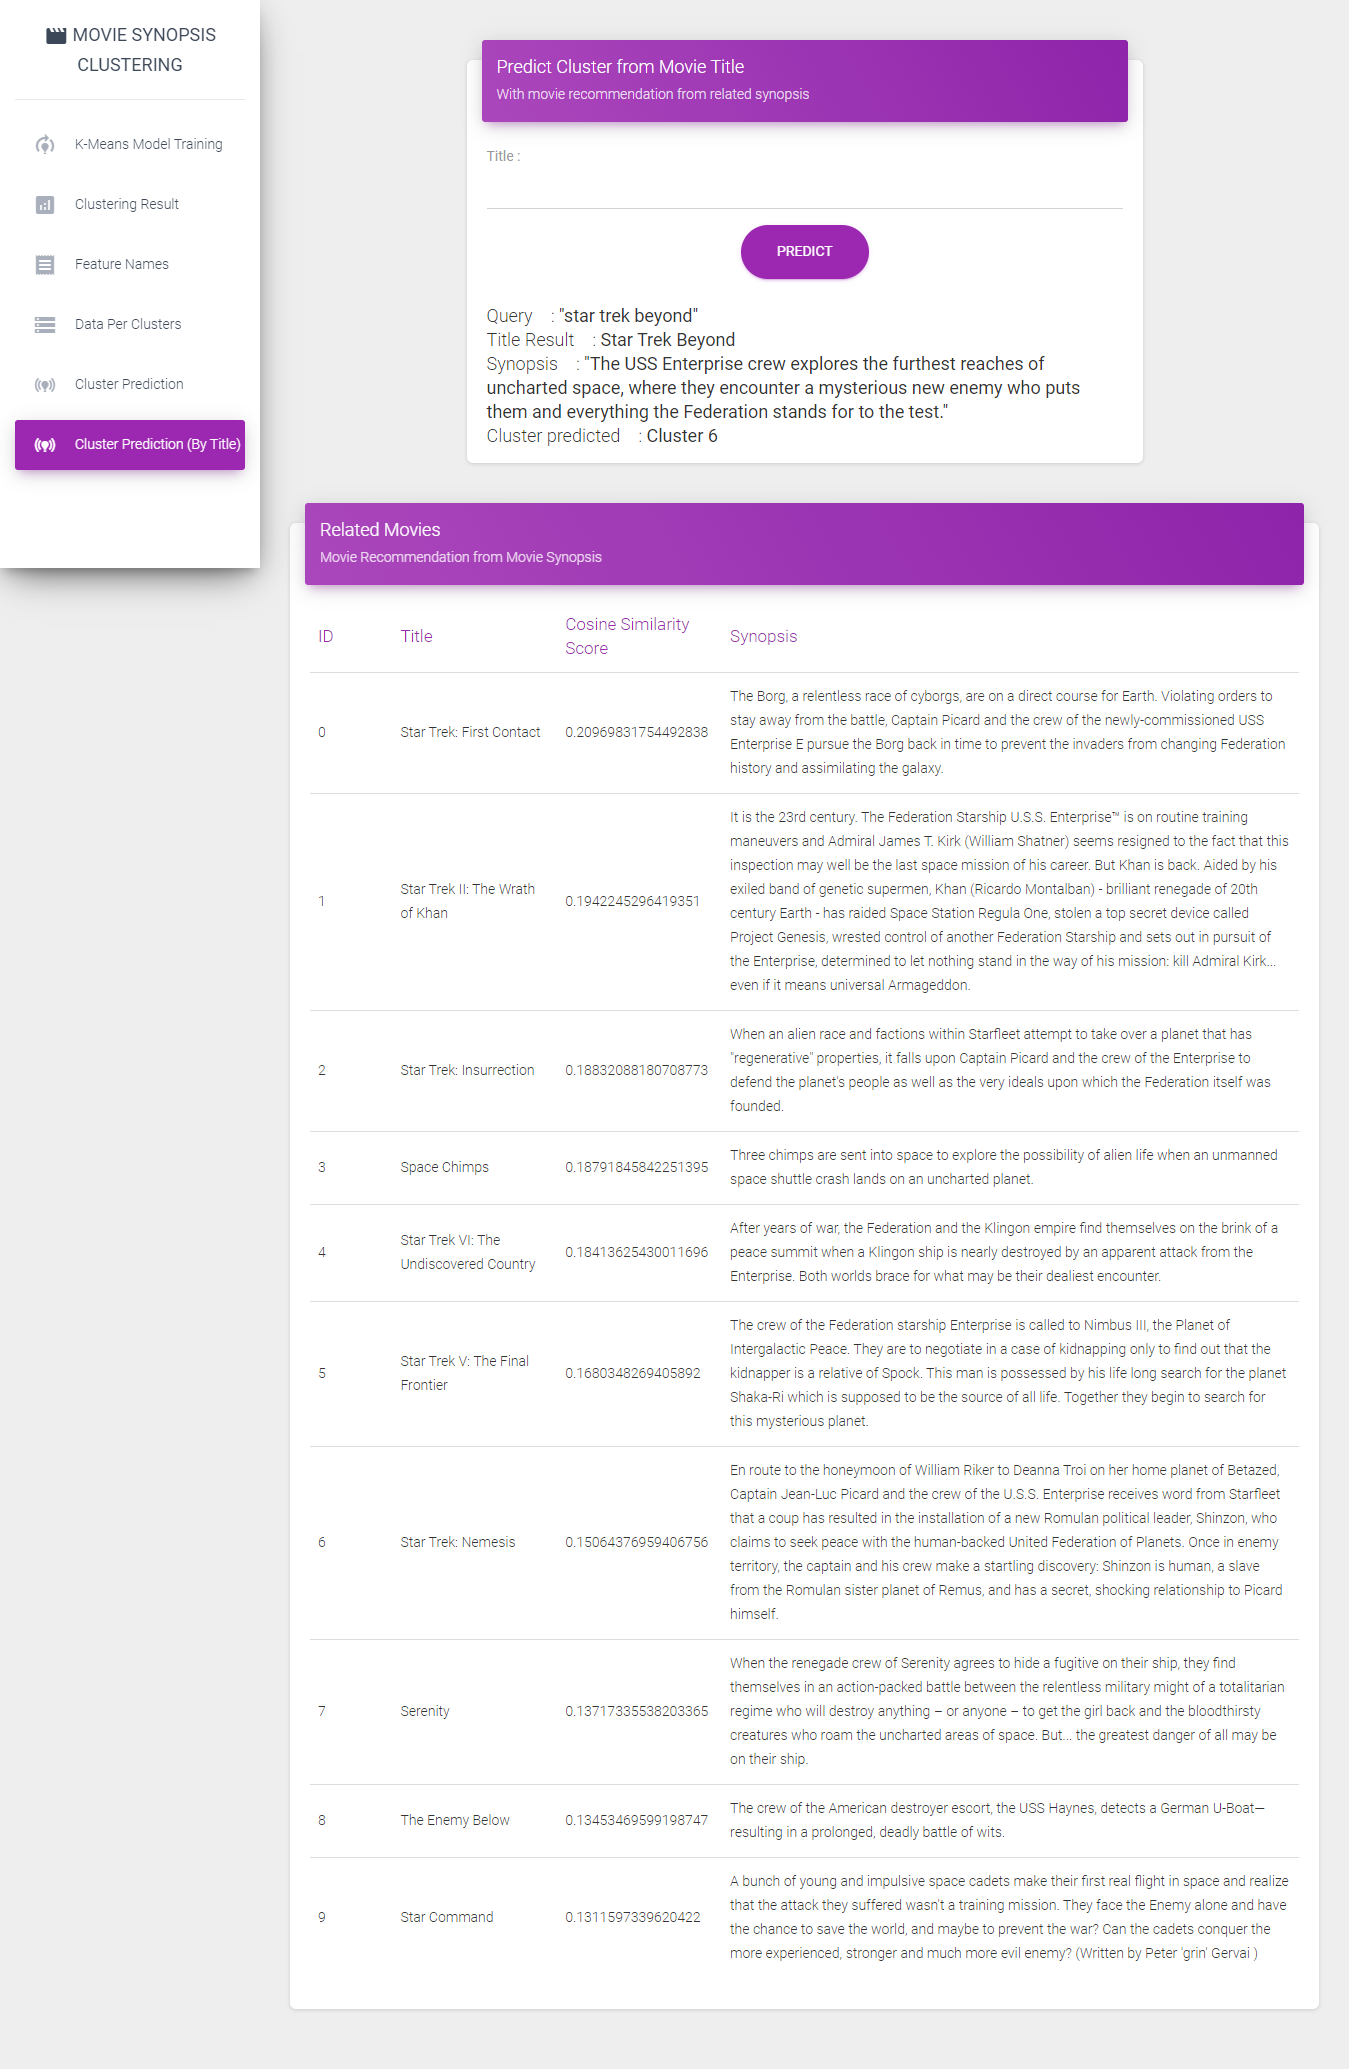 MOVIE SYNOPSIS
CLUSTERING
K-Means Model Training
Clustering Result
Feature Names
Data Per Clusters
Cluster Prediction
Cluster Prediction (By Title)
Predict Cluster from Movie Title
With movie recommendation from related synopsis
Title :
PREDICT
Query : "star trek beyond"
Title Result : Star Trek Beyond
Synopsis : "The USS Enterprise crew explores the furthest reaches of
uncharted space, where they encounter a mysterious new enemy who puts
them and everything the Federation stands for to the test."
Cluster predicted : Cluster 6
Related Movies
Movie Recommendation from Movie Synopsis
ID
Title
Cosine Similarity
Score
Synopsis
0
Star Trek: First Contact
0.20969831754492838
The Borg, a relentless race of cyborgs, are on a direct course for Earth. Violating orders to
stay away from the battle, Captain Picard and the crew of the newly-commissioned USS
Enterprise E pursue the Borg back in time to prevent the invaders from changing Federation
history and assimilating the galaxy.
1
Star Trek II: The Wrath
of Khan
0.1942245296419351
It is the 23rd century. The Federation Starship U.S.S. Enterprise™ is on routine training
maneuvers and Admiral James T. Kirk (William Shatner) seems resigned to the fact that this
inspection may well be the last space mission of his career. But Khan is back. Aided by his
exiled band of genetic supermen, Khan (Ricardo Montalban) - brilliant renegade of 20th
century Earth - has raided Space Station Regula One, stolen a top secret device called
Project Genesis, wrested control of another Federation Starship and sets out in pursuit of
the Enterprise, determined to let nothing stand in the way of his mission: kill Admiral Kirk...
even if it means universal Armageddon.
2
Star Trek: Insurrection
0.18832088180708773
When an alien race and factions within Starfleet attempt to take over a planet that has
"regenerative" properties, it falls upon Captain Picard and the crew of the Enterprise to
defend the planet's people as well as the very ideals upon which the Federation itself was
founded.
3
Space Chimps
0.18791845842251395
Three chimps are sent into space to explore the possibility of alien life when an unmanned
space shuttle crash lands on an uncharted planet.
4
Star Trek VI: The
Undiscovered Country
0.18413625430011696
After years of war, the Federation and the Klingon empire find themselves on the brink of a
peace summit when a Klingon ship is nearly destroyed by an apparent attack from the
Enterprise. Both worlds brace for what may be their dealiest encounter.
5
Star Trek V: The Final
Frontier
0.1680348269405892
The crew of the Federation starship Enterprise is called to Nimbus III, the Planet of
Intergalactic Peace. They are to negotiate in a case of kidnapping only to find out that the
kidnapper is a relative of Spock. This man is possessed by his life long search for the planet
Shaka-Ri which is supposed to be the source of all life. Together they begin to search for
this mysterious planet.
6
Star Trek: Nemesis
0.15064376959406756
En route to the honeymoon of William Riker to Deanna Troi on her home planet of Betazed,
Captain Jean-Luc Picard and the crew of the U.S.S. Enterprise receives word from Starfleet
that a coup has resulted in the installation of a new Romulan political leader, Shinzon, who
claims to seek peace with the human-backed United Federation of Planets. Once in enemy
territory, the captain and his crew make a startling discovery: Shinzon is human, a slave
from the Romulan sister planet of Remus, and has a secret, shocking relationship to Picard
himself.
7
Serenity
0.13717335538203365
When the renegade crew of Serenity agrees to hide a fugitive on their ship, they find
themselves in an action-packed battle between the relentless military might of a totalitarian
regime who will destroy anything – or anyone – to get the girl back and the bloodthirsty
creatures who roam the uncharted areas of space. But... the greatest danger of all may be
on their ship.
8
The Enemy Below
0.13453469599198747
The crew of the American destroyer escort, the USS Haynes, detects a German U-Boat—
resulting in a prolonged, deadly battle of wits.
9
Star Command
0.1311597339620422
A bunch of young and impulsive space cadets make their first real flight in space and realize
that the attack they suffered wasn't a training mission. They face the Enemy alone and have
the chance to save the world, and maybe to prevent the war? Can the cadets conquer the
more experienced, stronger and much more evil enemy? (Written by Peter 'grin' Gervai )